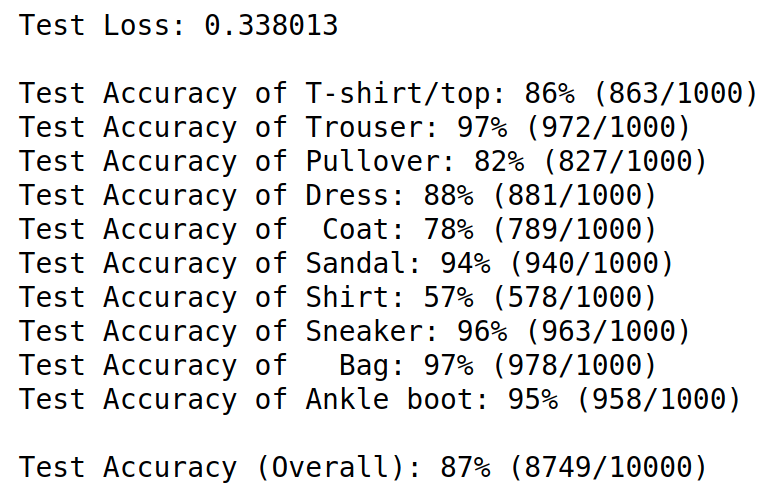 Test Loss: 0.338013

Test Accuracy of T-shirt/top: 86% (863/1000)
Test Accuracy of Trouser: 97% (972/1000)
Test Accuracy of Pullover: 82% (827/1000)
Test Accuracy of Dress: 88% (881/1000)
Test Accuracy of  Coat: 78% (789/1000)
Test Accuracy of Sandal: 94% (940/1000)
Test Accuracy of Shirt: 57% (578/1000)
Test Accuracy of Sneaker: 96% (963/1000)
Test Accuracy of   Bag: 97% (978/1000)
Test Accuracy of Ankle boot: 95% (958/1000)

Test Accuracy (Overall): 87% (8749/10000)